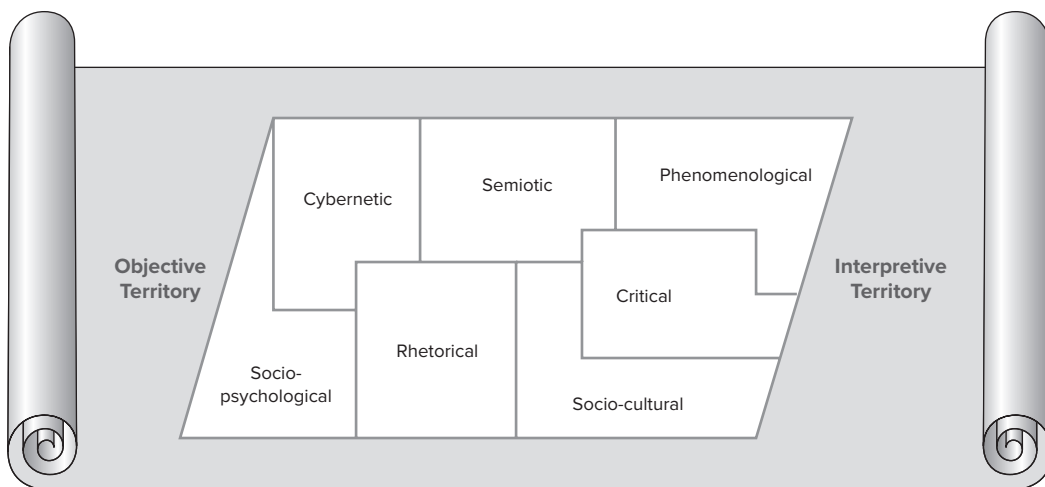 Cybernetic
Semiotic
Phenomenological
Objective
Territory
Interpretive
Territory
Critical
Rhetorical
Socio-
psychological
Socio-cultural